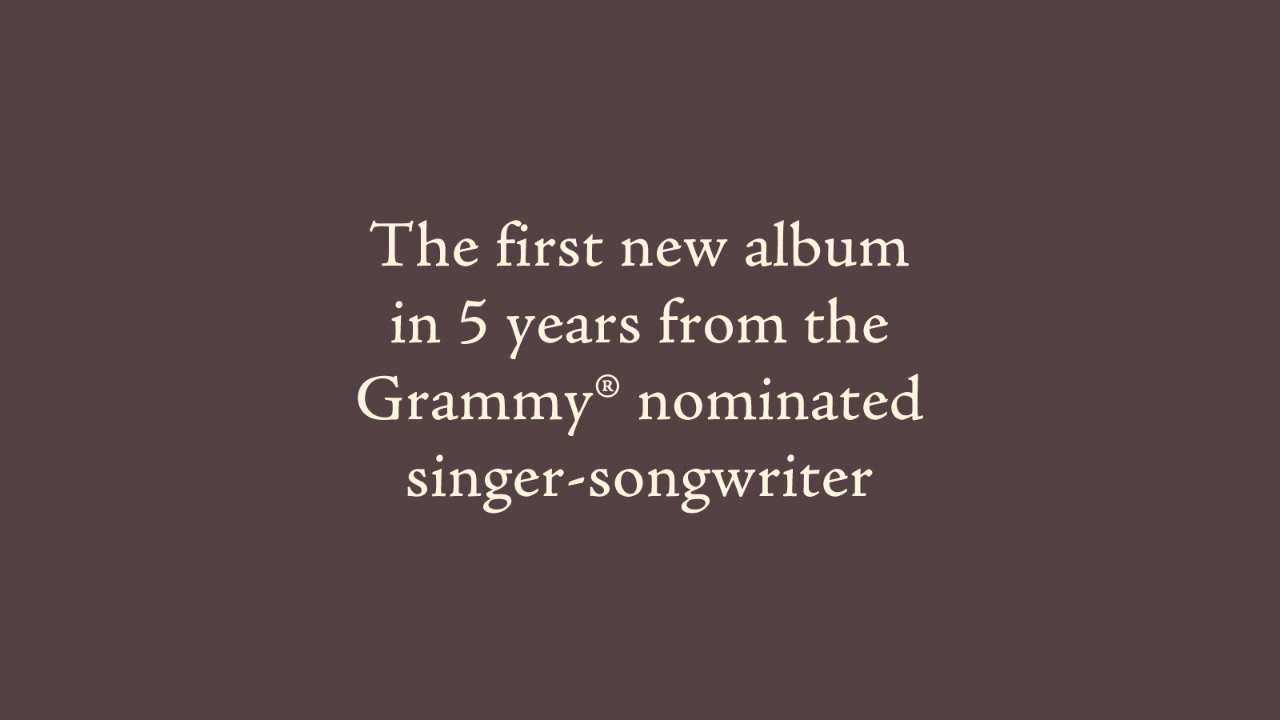 The first new album
in 5 years from the
Grammy® nominated
singer-songwriter